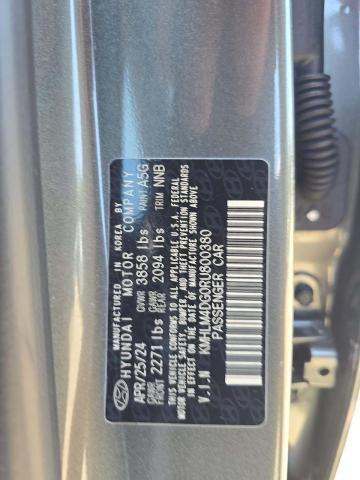 MANUFACTURED IN KOREA BY
HYUNDAI MOTOR COMPANY
APR/25/24 GVWR 3858 lbs PAINT A5G
GAWR FRONT 2271 lbs GAWR REAR 2094 lbs TRIM NNB
THIS VEHICLE CONFORMS TO ALL APPLICABLE U.S.A. FEDERAL
MOTOR VEHICLE SAFETY, BUMPER, AND THEFT PREVENTION STANDARDS
IN EFFECT ON THE DATE OF MANUFACTURE SHOWN ABOVE.
V.I.N KMHLM4DG0RU800380
PASSENGER CAR